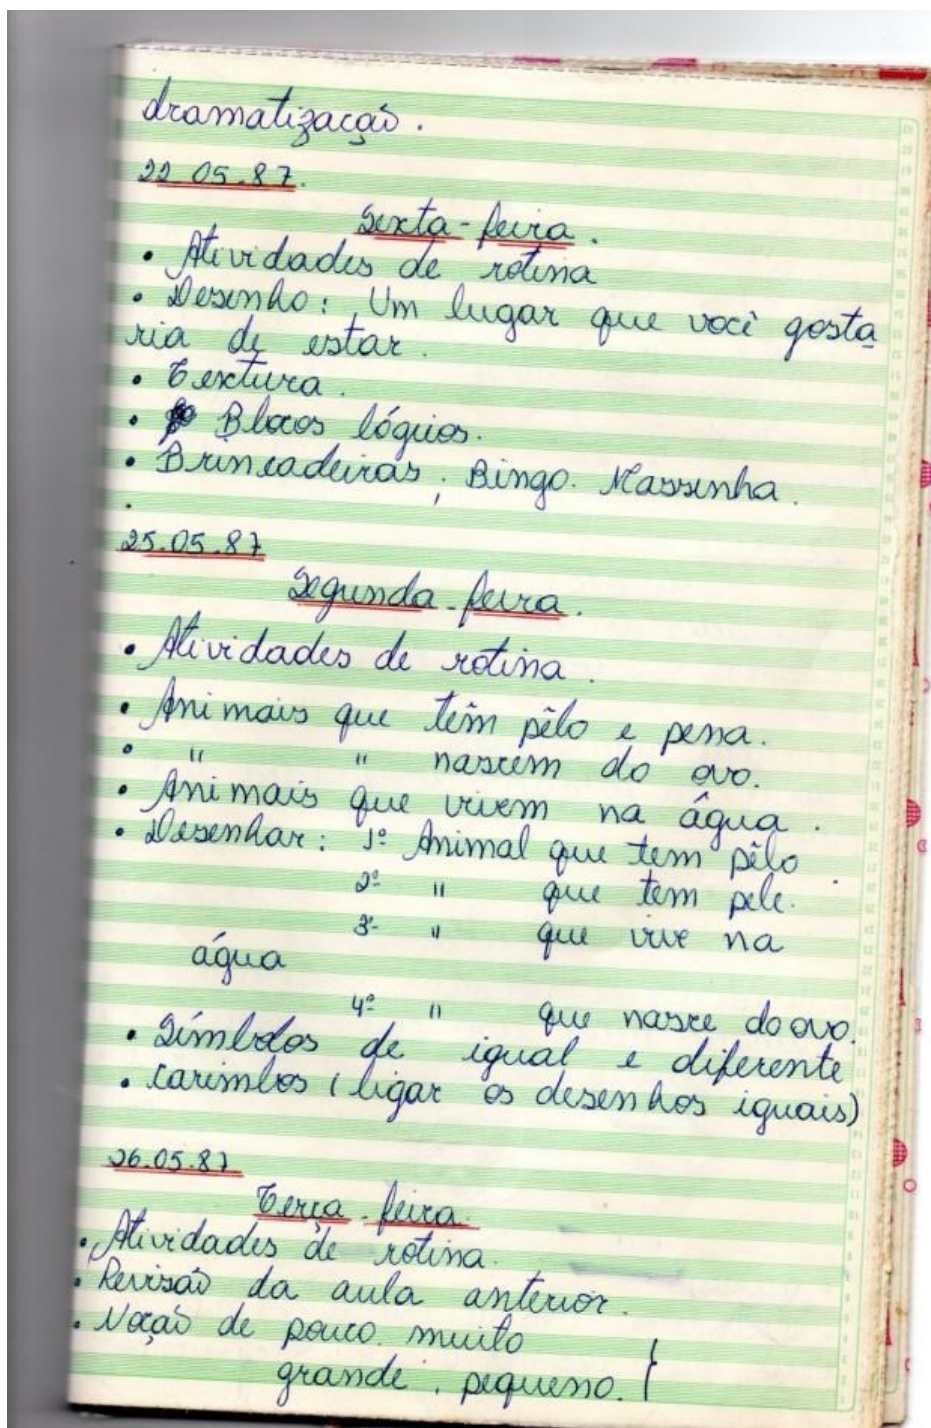 dramatização.
22.05.87.
Sexta-feira.
• Atividades de rotina
• Desenho: Um lugar que você gosta
ria de estar.
• Textura.
• Blocos lógicos.
• Brincadeiras; Bingo. Massinha.
•
25.05.87
Segunda-feira.
• Atividades de rotina.
• Animais que têm pêlo e pena.
• " " nascem do ovo.
• Animais que vivem na água.
• Desenhar: 1º Animal que tem pêlo
2º " que tem pele.
3º " que vive na
água
4º " que nasce do ovo.
• Símbolos de igual e diferente
• Carimbos (ligar os desenhos iguais)
26.05.87
Terça-feira.
• Atividades de rotina.
• Revisão da aula anterior.
• Noção de pouco. muito
grande. pequeno. }